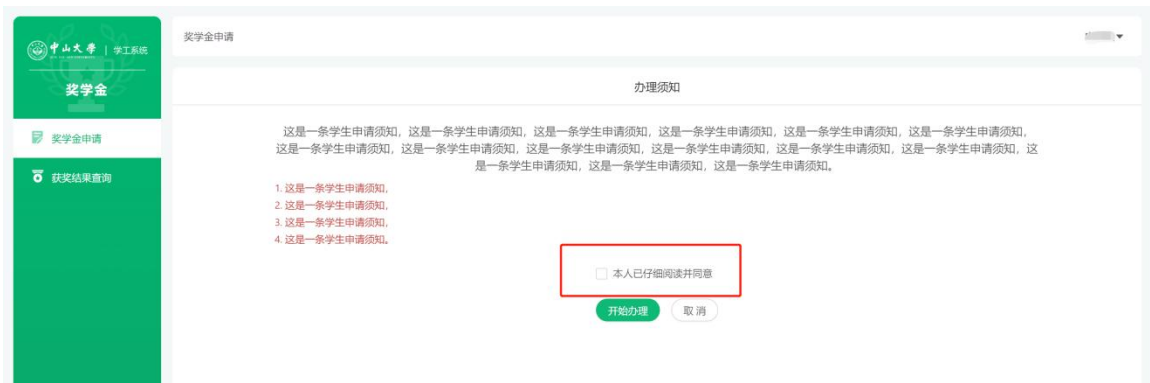 中山大學 | 学工系统
奖学金
奖学金申请
获奖结果查询
奖学金申请
办理须知
这是一条学生申请须知，这是一条学生申请须知，这是一条学生申请须知，这是一条学生申请须知，这是一条学生申请须知，这是一条学生申请须知，
这是一条学生申请须知，这是一条学生申请须知，这是一条学生申请须知，这是一条学生申请须知，这是一条学生申请须知，这是一条学生申请须知，这
是一条学生申请须知，这是一条学生申请须知，这是一条学生申请须知。
1. 这是一条学生申请须知，
2. 这是一条学生申请须知，
3. 这是一条学生申请须知，
4. 这是一条学生申请须知。
本人已仔细阅读并同意
开始办理 取消